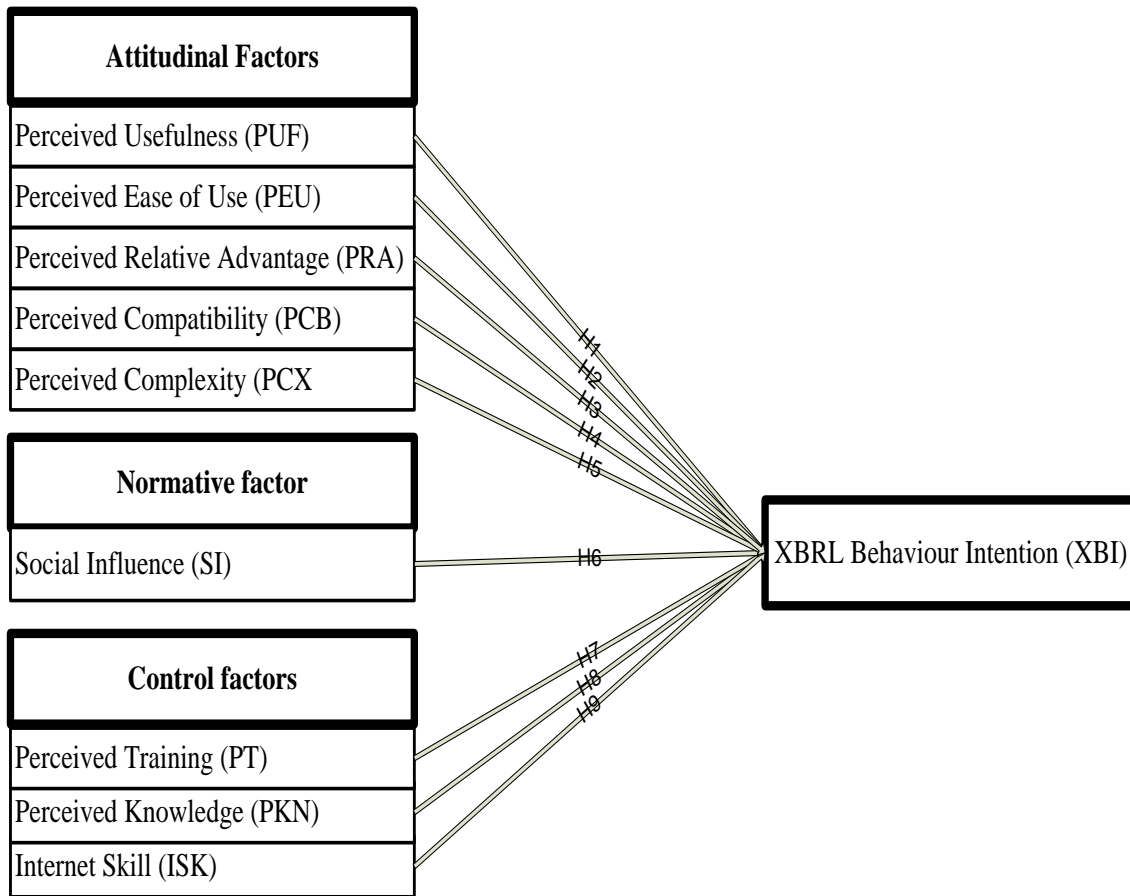 Attitudinal Factors
Perceived Usefulness (PUF)
Perceived Ease of Use (PEU)
Perceived Relative Advantage (PRA)
Perceived Compatibility (PCB)
Perceived Complexity (PCX
H1
H2
H3
H4
H5
Normative factor
Social Influence (SI)
H6
XBRL Behaviour Intention (XBI)
Control factors
Perceived Training (PT)
Perceived Knowledge (PKN)
Internet Skill (ISK)
H7
H8
H9